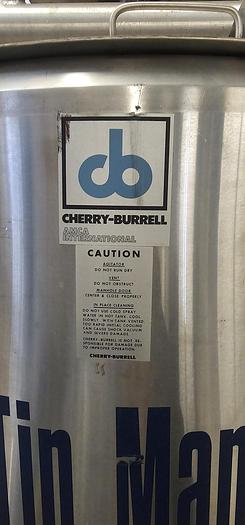 cb
CHERRY-BURRELL
AMCA
INTERNATIONAL
CAUTION
AGITATOR
DO NOT RUN DRY
VENT
DO NOT OBSTRUCT
MANHOLE DOOR
CENTER & CLOSE PROPERLY
IN PLACE CLEANING
DO NOT USE COLD SPRAY
WATER IN HOT TANK. COOL
SLOWLY, WITH TANK VENTED
TOO RAPID INITIAL COOLING
CAN CAUSE SHOCK VACUUM
AND SEVERE DAMAGE.
CHERRY-BURRELL IS NOT RE-
SPONSIBLE FOR DAMAGE DUE
TO IMPROPER OPERATION.
CHERRY-BURRELL
Tin Man